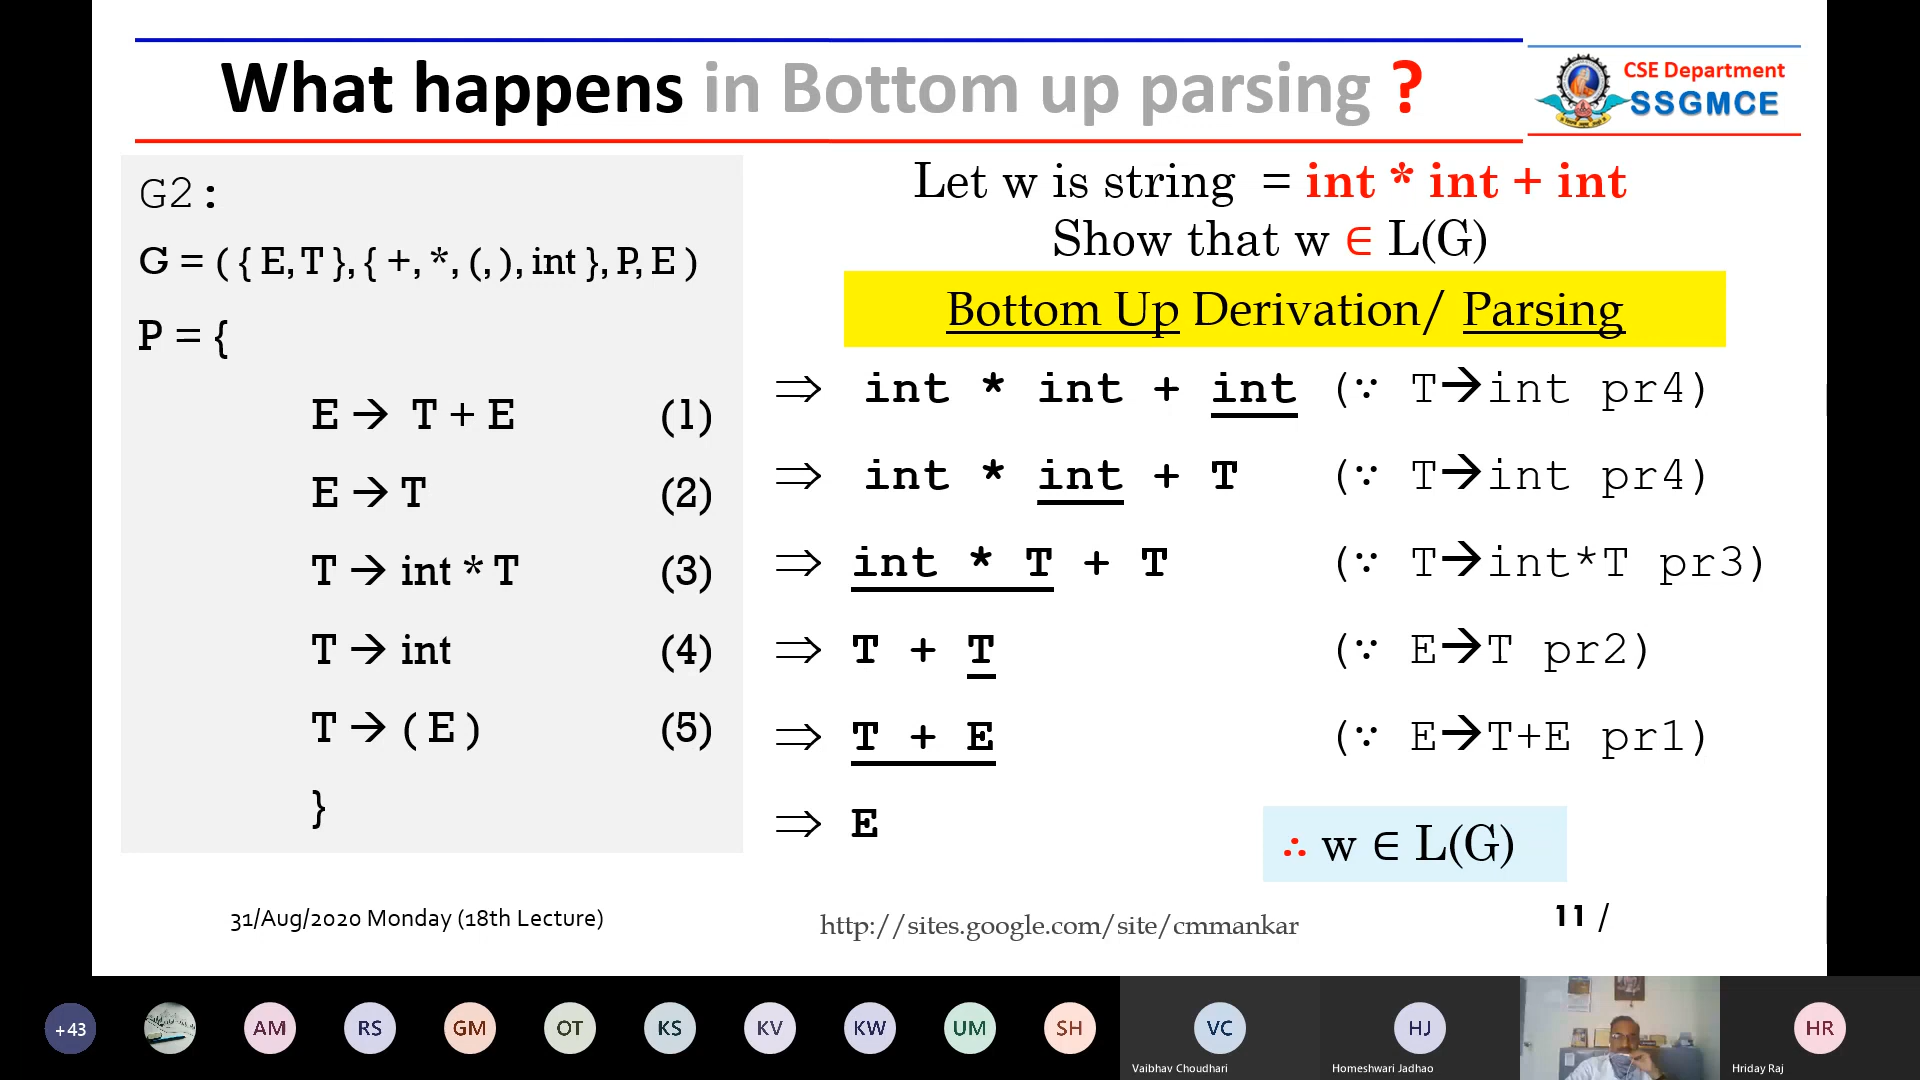 What happens in Bottom up parsing ?
CSE Department
SSGMCE
G2:
G = ( { E, T }, { +, *, (, ), int }, P, E )
P = {
E → T + E (1)
E → T (2)
T → int * T (3)
T → int (4)
T → ( E ) (5)
}
Let w is string = int * int + int
Show that w ∈ L(G)
Bottom Up Derivation/ Parsing
⇒ int * int + int (∵ T→int pr4)
⇒ int * int + T (∵ T→int pr4)
⇒ int * T + T (∵ T→int*T pr3)
⇒ T + T (∵ E→T pr2)
⇒ T + E (∵ E→T+E pr1)
⇒ E
∴ w ∈ L(G)
31/Aug/2020 Monday (18th Lecture)
http://sites.google.com/site/cmmankar
11 /
+43
AM
RS
GM
OT
KS
KV
KW
UM
SH
VC
Vaibhav Choudhari
HJ
Homeshwari Jadhao
HR
Hriday Raj